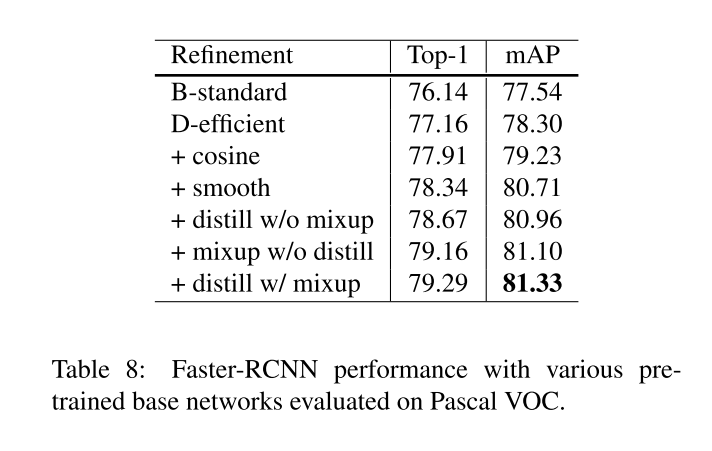 Refinement Top-1 mAP
B-standard 76.14 77.54
D-efficient 77.16 78.30
+ cosine 77.91 79.23
+ smooth 78.34 80.71
+ distill w/o mixup 78.67 80.96
+ mixup w/o distill 79.16 81.10
+ distill w/ mixup 79.29 81.33
Table 8: Faster-RCNN performance with various pre-
trained base networks evaluated on Pascal VOC.